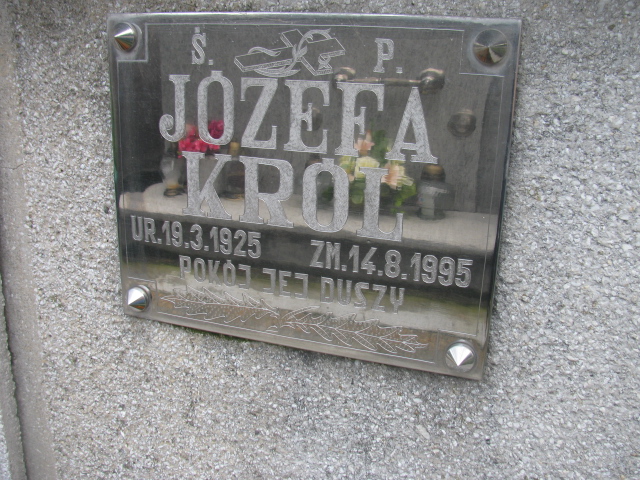 Ś. P.
JÓZEFA
KRÓL
UR.19.3.1925 ZM.14.8.1995
POKÓJ JEJ DUSZY